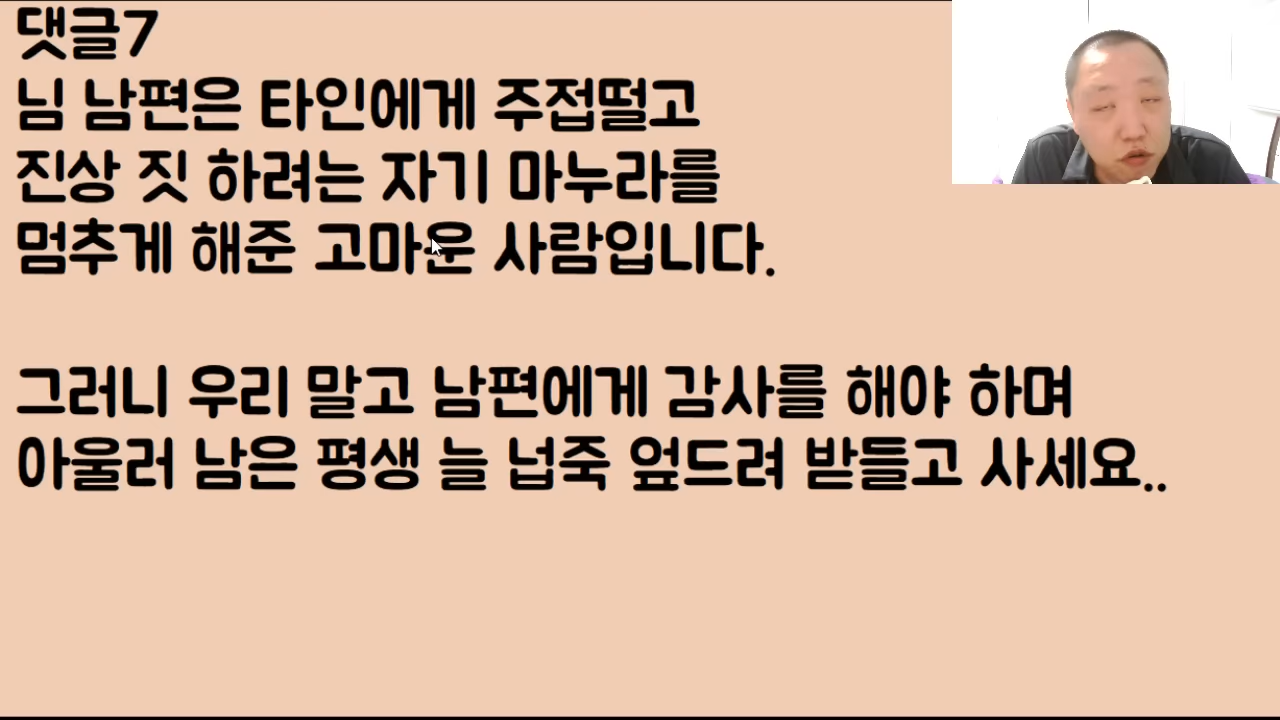 댓글7
님 남편은 타인에게 주접떨고
진상 짓 하려는 자기 마누라를
멈추게 해준 고마운 사람입니다.
그러니 우리 말고 남편에게 감사를 해야 하며
아울러 남은 평생 늘 넙죽 엎드려 받들고 사세요..